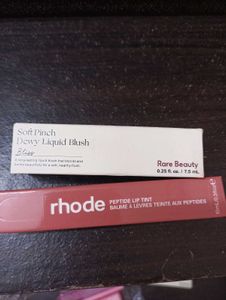 Soft Pinch
Dewy Liquid Blush
Bliss
Rare Beauty
0.25 fl. oz. / 7.5 mL
rhode
PEPTIDE LIP TINT
BAUME À LÈVRES TEINTÉ AUX PEPTIDES